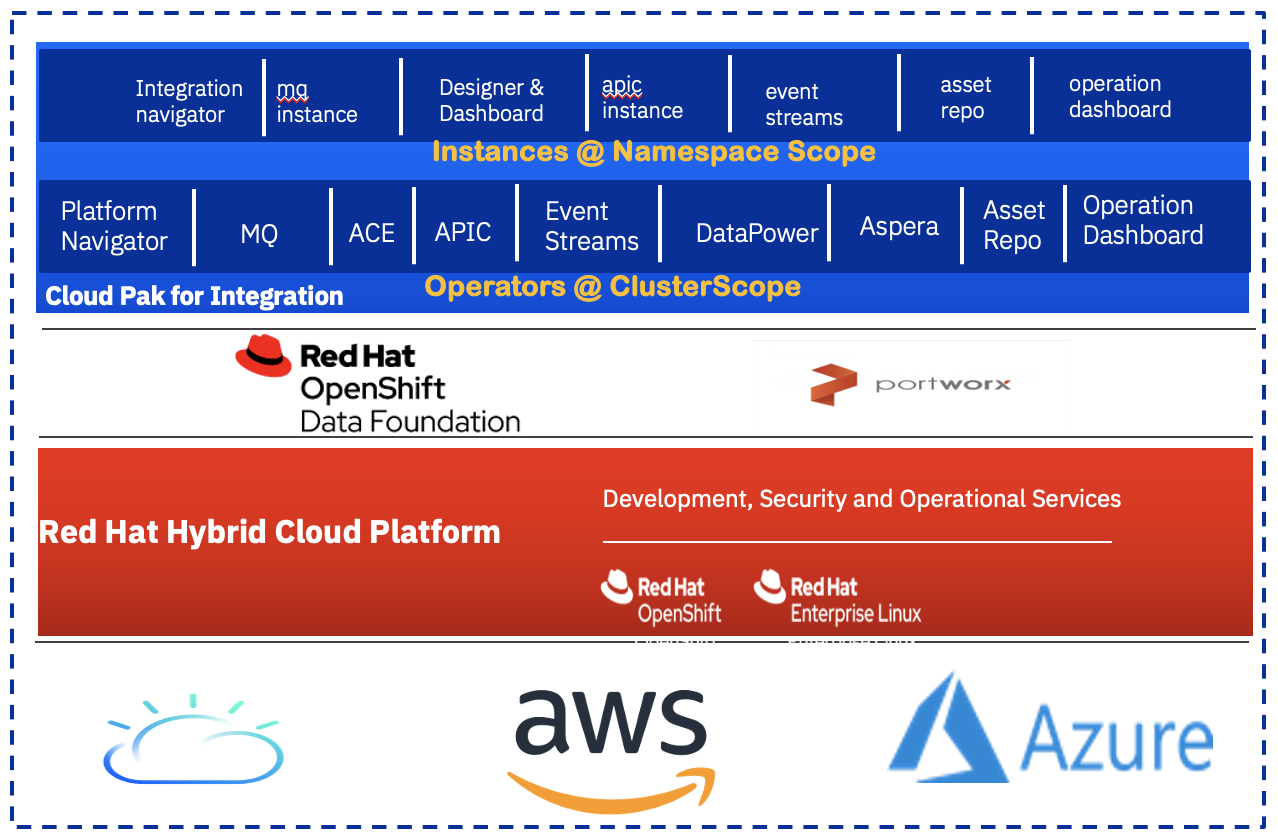 Integration
navigator
mq
instance
Designer &
Dashboard
apic
instance
event
streams
asset
repo
operation
dashboard
Instances @ Namespace Scope
Platform
Navigator
MQ
ACE
APIC
Event
Streams
DataPower
Aspera
Asset
Repo
Operation
Dashboard
Cloud Pak for Integration
Operators @ ClusterScope
Red Hat
OpenShift
Data Foundation
portworx
Red Hat Hybrid Cloud Platform
Development, Security and Operational Services
Red Hat
OpenShift
Red Hat
Enterprise Linux
aws
Azure